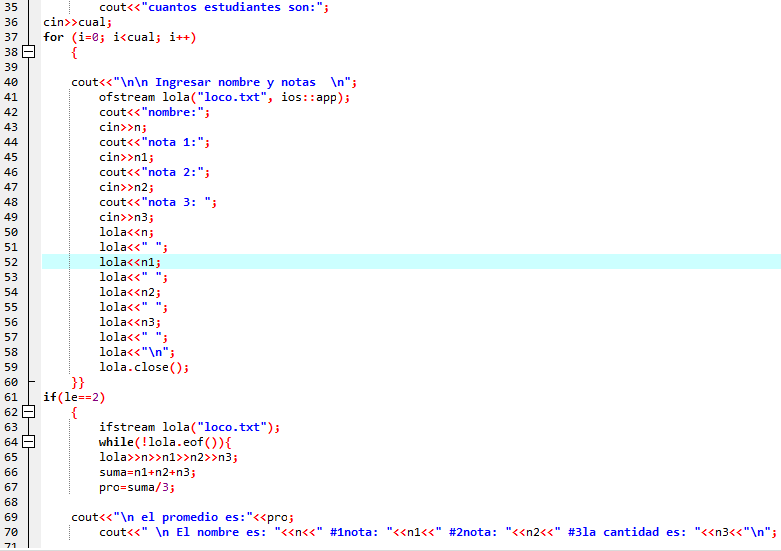 35 cout<<"cuantos estudiantes son:";
36 cin>>cual;
37 for (i=0; i<cual; i++)
38 {
39
40 cout<<"\n\n Ingresar nombre y notas  \n";
41 ofstream lola("loco.txt", ios::app);
42 cout<<"nombre:";
43 cin>>n;
44 cout<<"nota 1:";
45 cin>>n1;
46 cout<<"nota 2:";
47 cin>>n2;
48 cout<<"nota 3: ";
49 cin>>n3;
50 lola<<n;
51 lola<<" ";
52 lola<<n1;
53 lola<<" ";
54 lola<<n2;
55 lola<<" ";
56 lola<<n3;
57 lola<<" ";
58 lola<<"\n";
59 lola.close();
60 }}
61 if(le==2)
62 {
63 ifstream lola("loco.txt");
64 while(!lola.eof()){
65 lola>>n>>n1>>n2>>n3;
66 suma=n1+n2+n3;
67 pro=suma/3;
68
69 cout<<"\n el promedio es:"<<pro;
70 cout<<" \n El nombre es: "<<n<<" #1nota: "<<n1<<" #2nota: "<<n2<<" #3la cantidad es: "<<n3<<"\n";
71